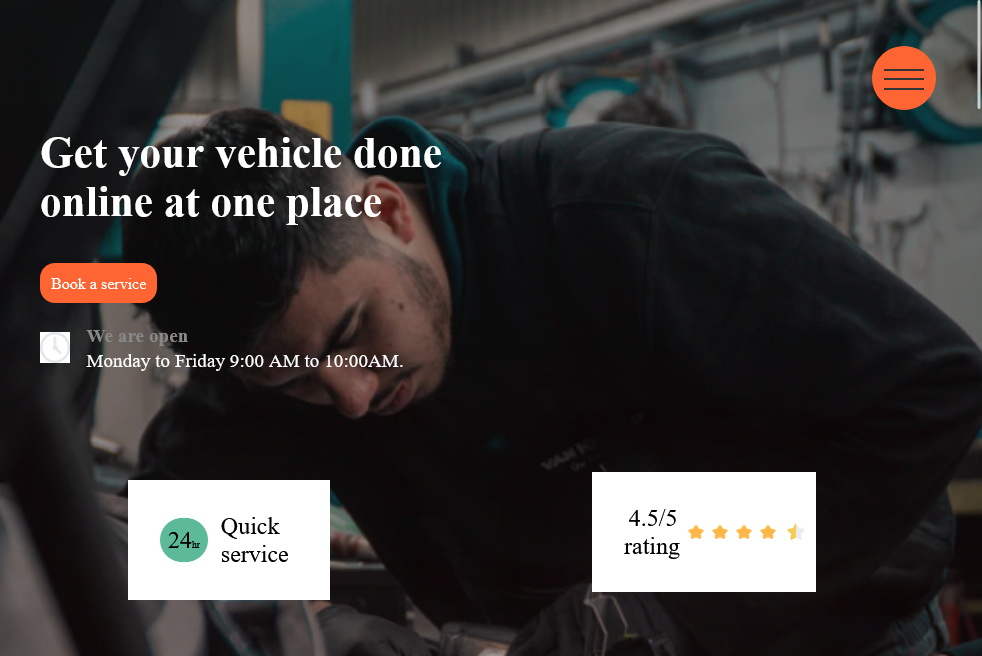 Get your vehicle done
online at one place
Book a service
We are open
Monday to Friday 9:00 AM to 10:00AM.
24hr
Quick
service
4.5/5
rating